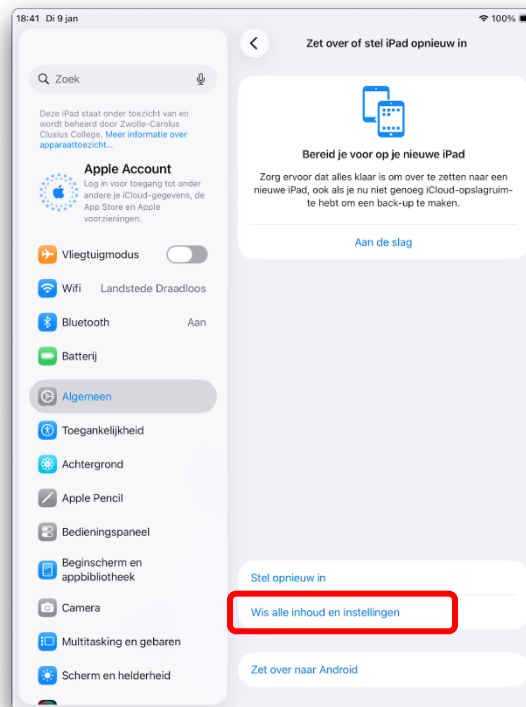 18:41 Di 9 jan
100%
Zoek
Deze iPad staat onder toezicht van en
wordt beheerd door Zwolle-Carolus
Clusius College. Meer informatie over
apparaattoezicht...
Apple Account
Log in voor toegang tot onder
andere je iCloud-gegevens, de
App Store en Apple
voorzieningen.
Vliegtuigmodus
Wifi Landstede Draadloos
Bluetooth Aan
Batterij
Algemeen
Toegankelijkheid
Achtergrond
Apple Pencil
Bedieningspaneel
Beginscherm en
appbibliotheek
Camera
Multitasking en gebaren
Scherm en helderheid
Zet over of stel iPad opnieuw in
Bereid je voor op je nieuwe iPad
Zorg ervoor dat alles klaar is om over te zetten naar een
nieuwe iPad, ook als je nu niet genoeg iCloud-opslagruim-
te hebt om een back-up te maken.
Aan de slag
Stel opnieuw in
Wis alle inhoud en instellingen
Zet over naar Android